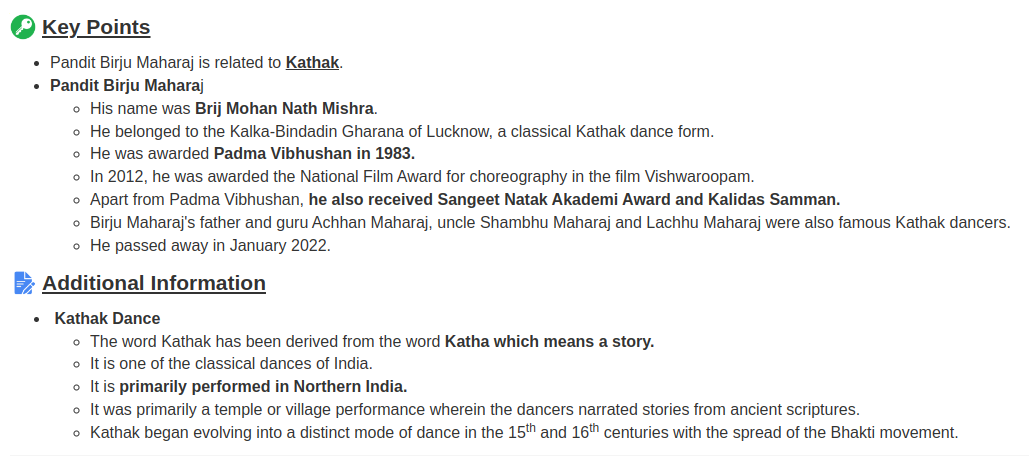 Key Points
Pandit Birju Maharaj is related to Kathak.
Pandit Birju Maharaj
His name was Brij Mohan Nath Mishra.
He belonged to the Kalka-Bindadin Gharana of Lucknow, a classical Kathak dance form.
He was awarded Padma Vibhushan in 1983.
In 2012, he was awarded the National Film Award for choreography in the film Vishwaroopam.
Apart from Padma Vibhushan, he also received Sangeet Natak Akademi Award and Kalidas Samman.
Birju Maharaj's father and guru Achhan Maharaj, uncle Shambhu Maharaj and Lachhu Maharaj were also famous Kathak dancers.
He passed away in January 2022.
Additional Information
Kathak Dance
The word Kathak has been derived from the word Katha which means a story.
It is one of the classical dances of India.
It is primarily performed in Northern India.
It was primarily a temple or village performance wherein the dancers narrated stories from ancient scriptures.
Kathak began evolving into a distinct mode of dance in the 15th and 16th centuries with the spread of the Bhakti movement.